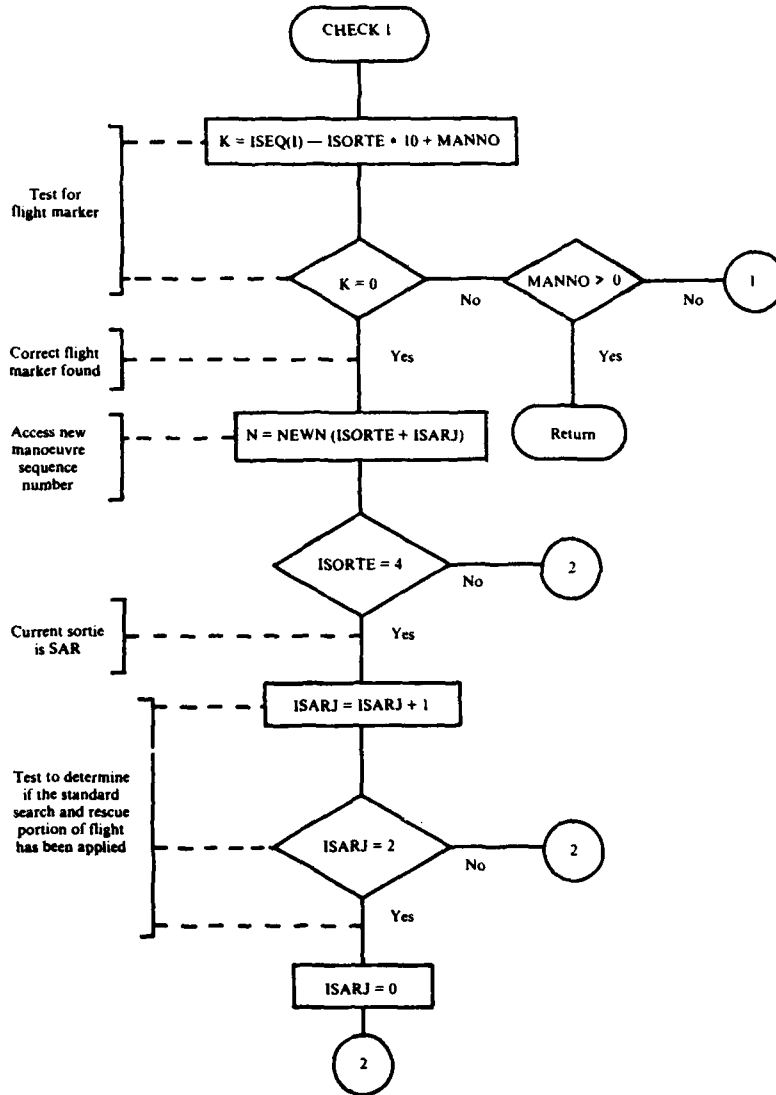 CHECK 1
K = ISEQ(1) — ISORTE * 10 + MANNO
Test for
flight marker
K = 0
No
MANNO > 0
No
1
Yes
Yes
Correct flight
marker found
Return
Access new
manoeuvre
sequence
number
N = NEWN (ISORTE + ISARJ)
ISORTE = 4
No
2
Yes
Current sortie
is SAR
ISARJ = ISARJ + 1
Test to determine
if the standard
search and rescue
portion of flight
has been applied
ISARJ = 2
No
2
Yes
ISARJ = 0
2